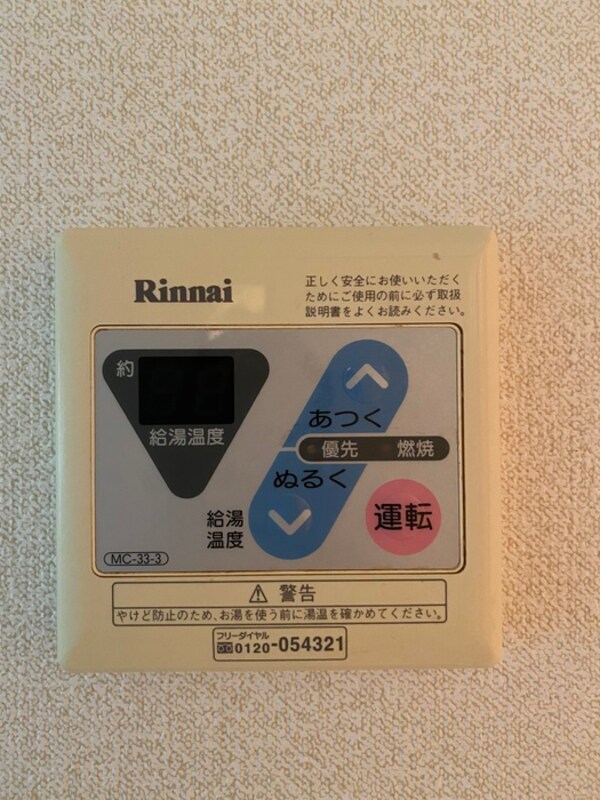 Rinnai
正しく安全にお使いいただく
ためにご使用の前に必ず取扱
説明書をよくお読みください。
約
給湯温度
あつく
優先 燃焼
ぬるく
給湯
温度
運転
MC-33-3
⚠ 警告
やけど防止のため、お湯を使う前に湯温を確かめてください。
フリーダイヤル
0120-054321